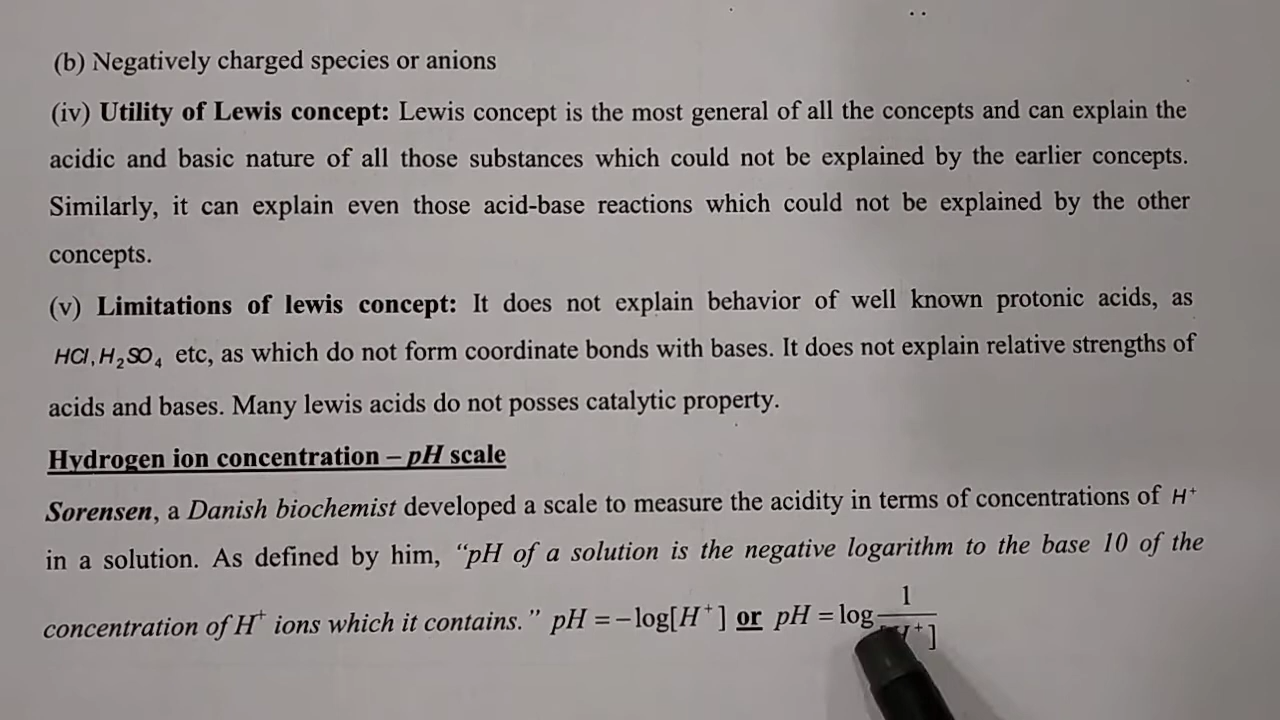 (b) Negatively charged species or anions
(iv) Utility of Lewis concept: Lewis concept is the most general of all the concepts and can explain the
acidic and basic nature of all those substances which could not be explained by the earlier concepts.
Similarly, it can explain even those acid-base reactions which could not be explained by the other
concepts.
(v) Limitations of lewis concept: It does not explain behavior of well known protonic acids, as
HCl, H₂SO₄ etc, as which do not form coordinate bonds with bases. It does not explain relative strengths of
acids and bases. Many lewis acids do not posses catalytic property.
Hydrogen ion concentration – pH scale
Sorensen, a Danish biochemist developed a scale to measure the acidity in terms of concentrations of H⁺
in a solution. As defined by him, “pH of a solution is the negative logarithm to the base 10 of the
concentration of H⁺ ions which it contains.” pH = −log[H⁺] or pH = log 1/[H⁺]